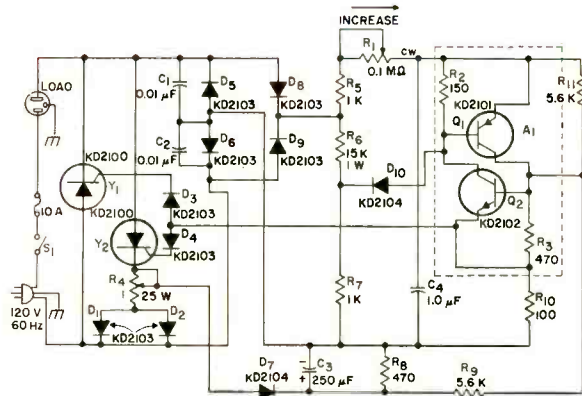 INCREASE
R1
CW
0.1 MΩ
LOAD
C1
0.01 µF
D5
KD2103
D8
KD2103
R5
1 K
R2
150
KD2101
Q1
A1
R11
5.6 K
C2
0.01 µF
D6
KD2103
D9
KD2103
R6
15 K
1 W
D10
KD2104
Q2
KD2102
KD2100
Y1
KD2100
Y2
D3
KD2103
D4
KD2103
R3
470
10 A
S1
R4
1
25 W
R7
1 K
C4
1.0 µF
R10
100
120 V
60 Hz
D1
D2
KD2103
D7
KD2104
C3
250 µF
R8
470
R9
5.6 K